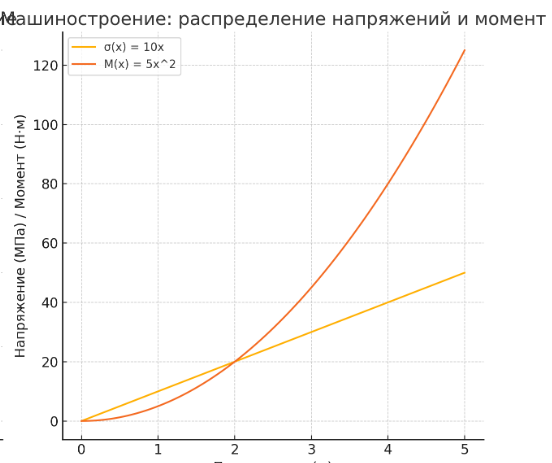 Машиностроение: распределение напряжений и момент
σ(x) = 10x
M(x) = 5x^2
Напряжение (МПа) / Момент (Н·м)
120
100
80
60
40
20
0
0 1 2 3 4 5